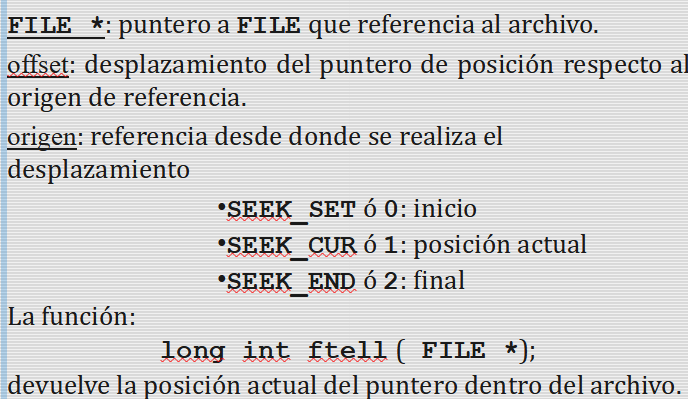 FILE *: puntero a FILE que referencia al archivo.
offset: desplazamiento del puntero de posición respecto al
origen de referencia.
origen: referencia desde donde se realiza el
desplazamiento
•SEEK_SET ó 0: inicio
•SEEK_CUR ó 1: posición actual
•SEEK_END ó 2: final
La función:
long int ftell ( FILE *);
devuelve la posición actual del puntero dentro del archivo.